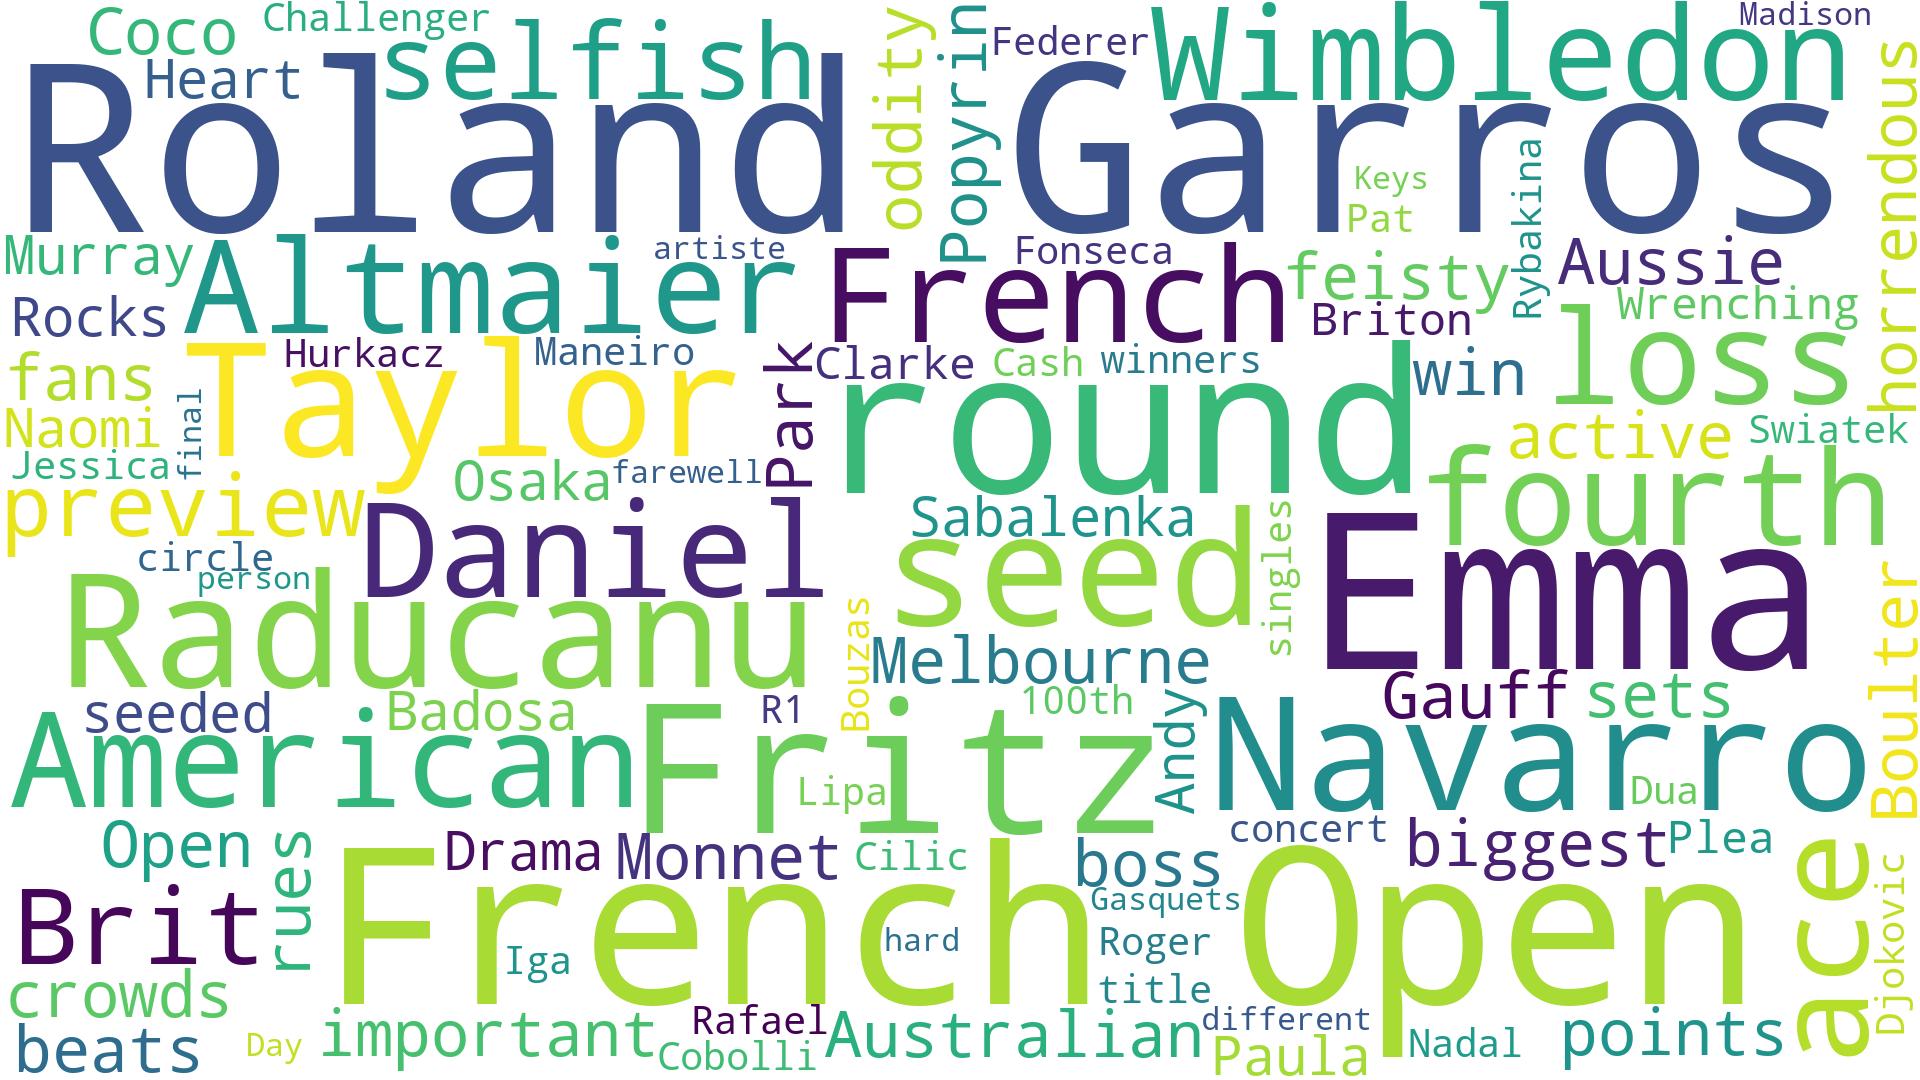 Coco
Challenger
Heart
selfish
Roland Garros
oddity
Popyrin
Federer
Wimbledon
Madison
horrendous
Keys
Pat
Rybakina
Murray
Altmaier
artiste
French
Fonseca
feisty
Aussie
Rocks
Briton
Wrenching
loss
fans
Taylor
Hurkacz
Maneiro
Park
Clarke
Cash
winners
round
win
Naomi
final
Jessica
Osaka
farewell
active
Swiatek
fourth
preview
Daniel
Sabalenka
seed
singles
Emma
circle
person
Raducanu
Bouzas
Melbourne
Boulter
seeded
Badosa
R1
100th
Andy
Gauff
sets
American
Fritz
Lipa
Navarro
Dua
Open
rues
Drama
Monnet
Cilic
boss
concert
biggest
Plea
ace
Brit
French Open
Gasquets
Djokovic
Iga
hard
Roger
crowds
title
beats
Day
important
Rafael
Cobolli
Australian
different
Paula
Nadal
points